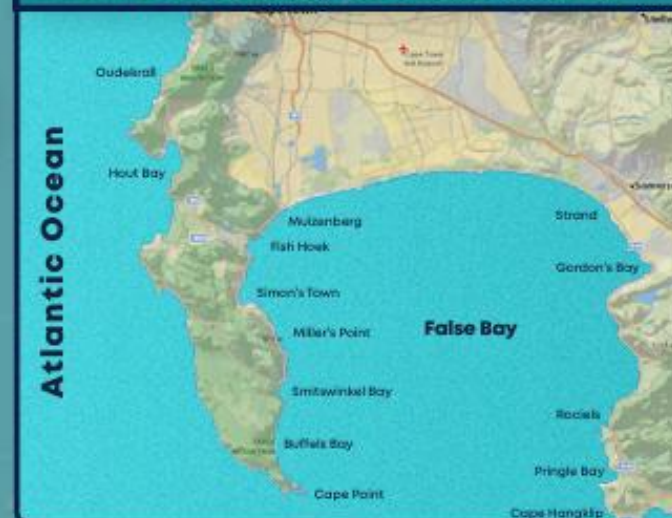 Oudekraal
Atlantic Ocean
Hout Bay
Muizenberg
Fish Hoek
Simon's Town
Miller's Point
False Bay
Smitswinkel Bay
Buffels Bay
Cape Point
Strand
Gordon's Bay
Rooiels
Pringle Bay
Cape Hangklip